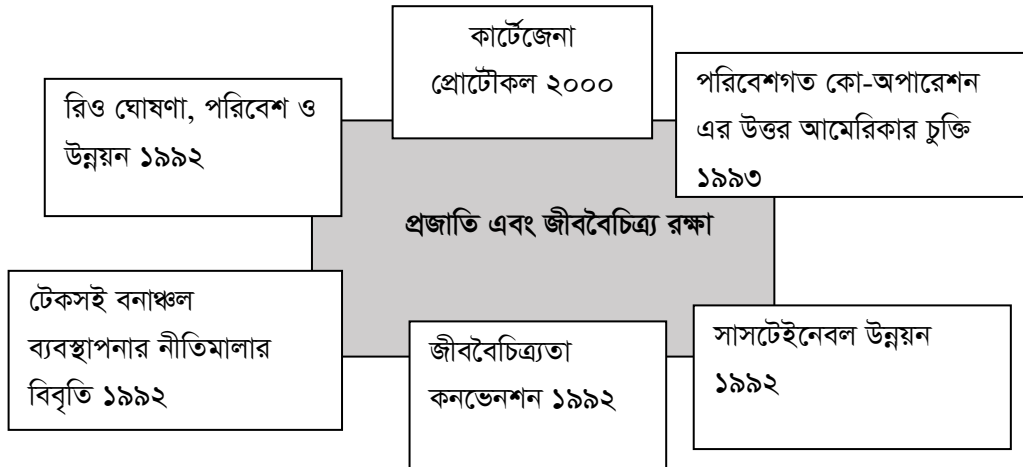 কার্টেজেনা
প্রোটৌকল ২০০০
রিও ঘোষণা, পরিবেশ ও
উন্নয়ন ১৯৯২
পরিবেশগত কো-অপারেশন
এর উত্তর আমেরিকার চুক্তি
১৯৯৩
প্রজাতি এবং জীববৈচিত্র্য রক্ষা
টেকসই বনাঞ্চল
ব্যবস্থাপনার নীতিমালার
বিবৃতি ১৯৯২
জীববৈচিত্র্যতা
কনভেনশন ১৯৯২
সাসটেইনেবল উন্নয়ন
১৯৯২